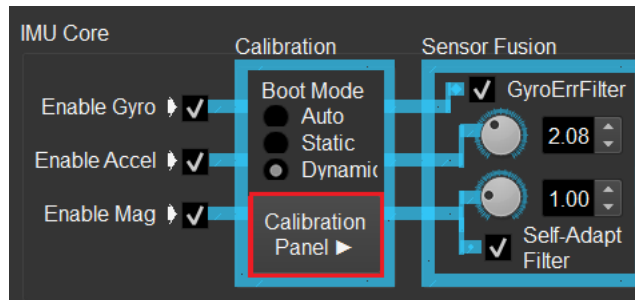 IMU Core
Calibration
Sensor Fusion
Enable Gyro
Enable Accel
Enable Mag
Boot Mode
Auto
Static
Dynamic
Calibration
Panel ►
GyroErrFilter
2.08
1.00
Self-Adapt
Filter